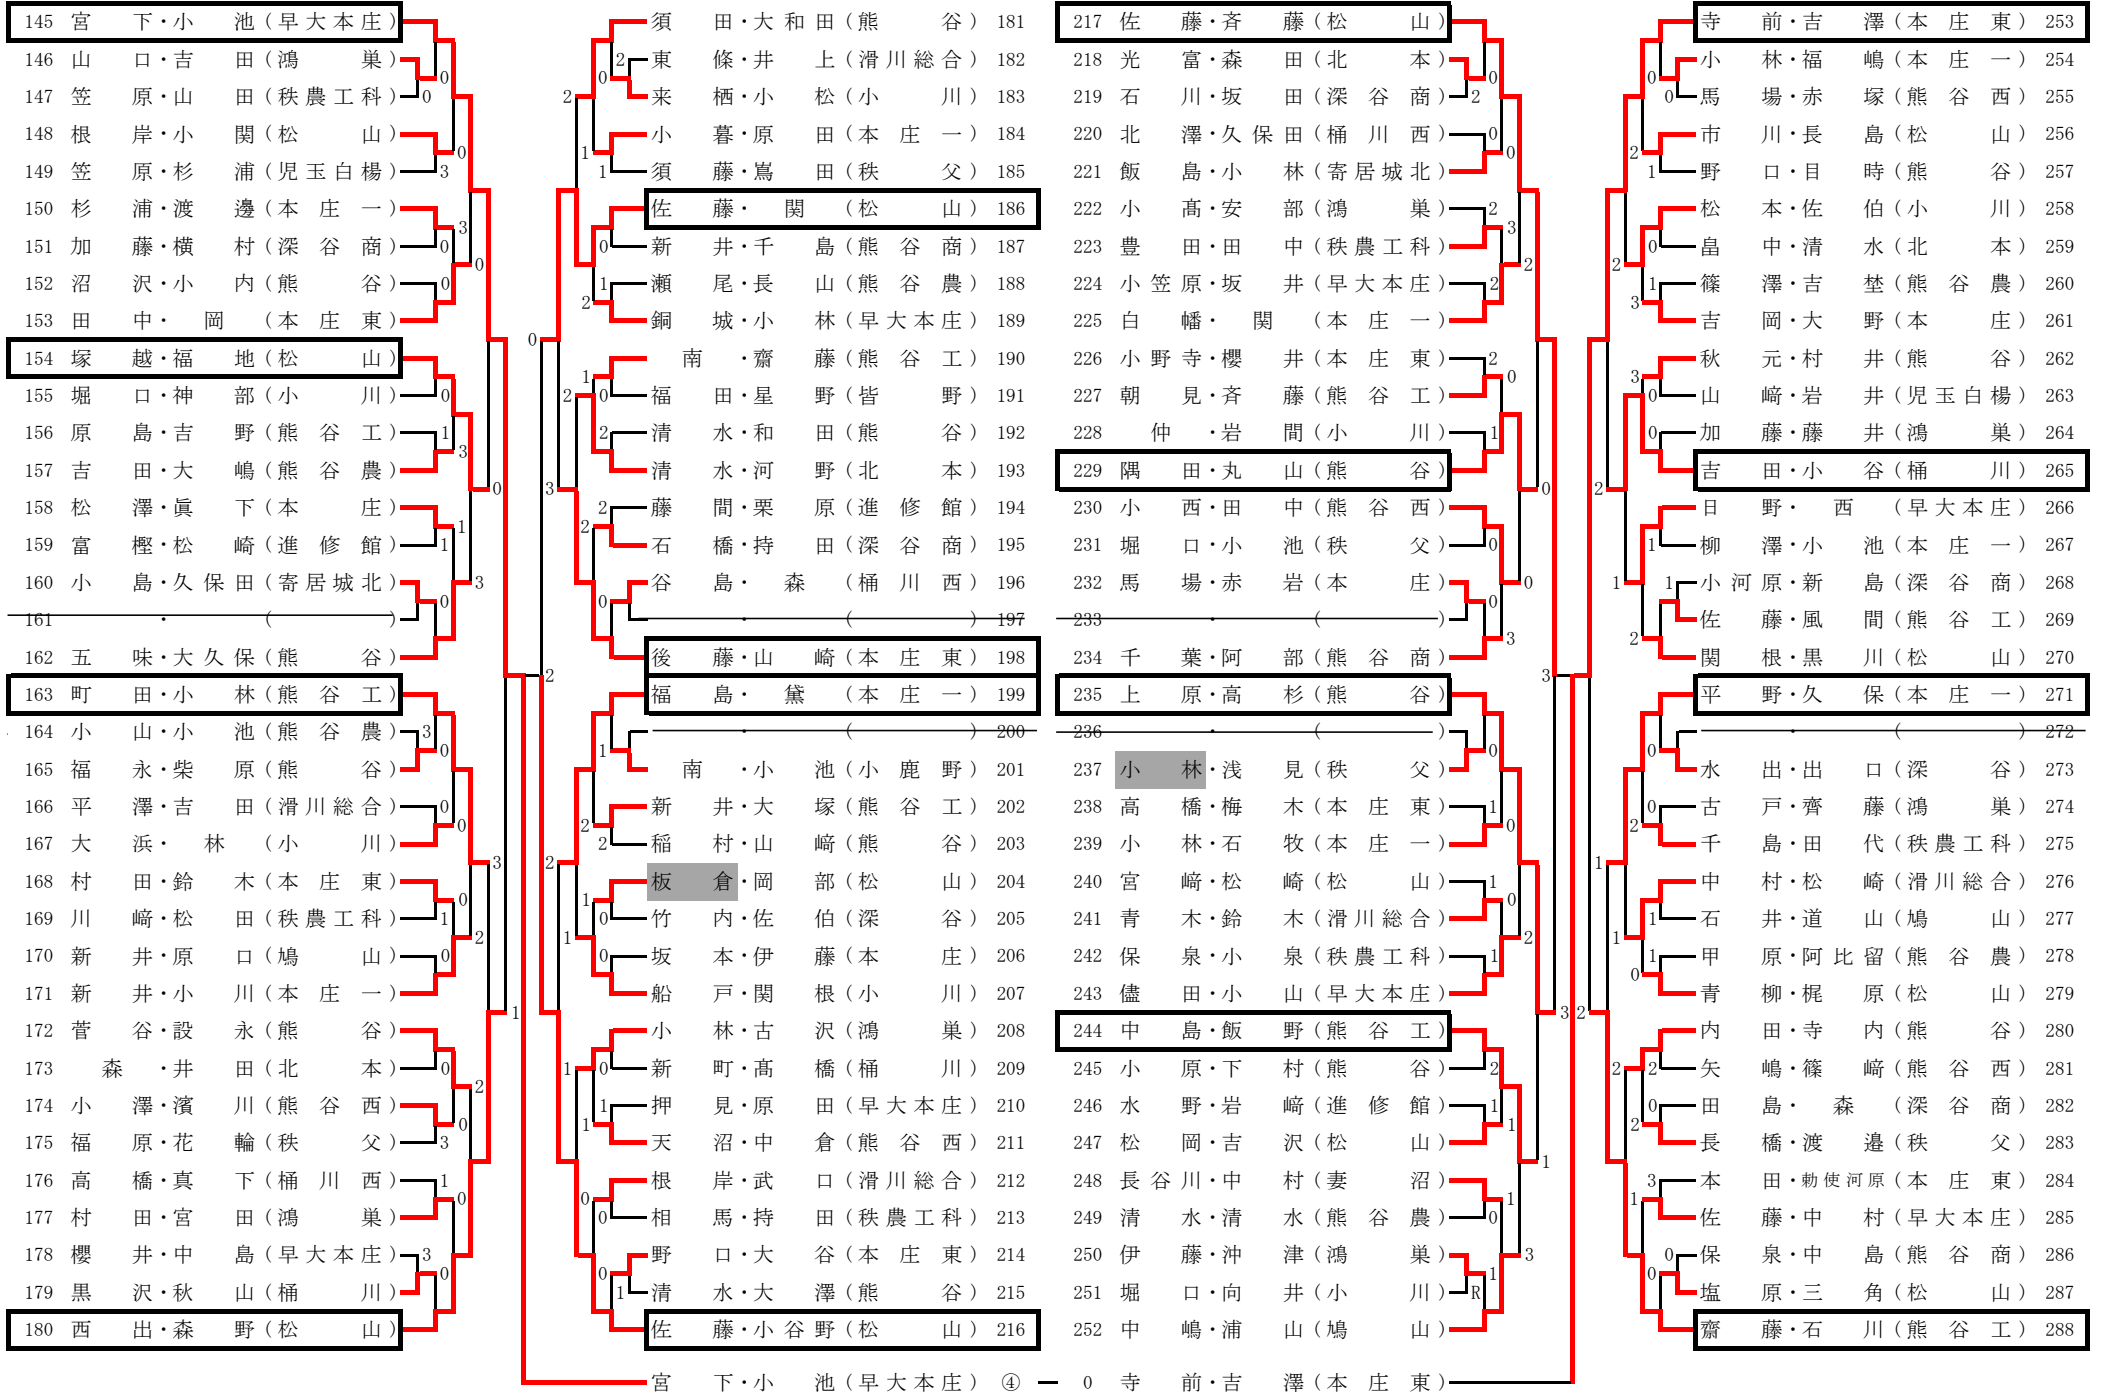 145 宮下・小池（早大本庄）
146 山口・吉田（鴻巣）
147 笠原・山田（秩農工科）
148 根岸・小関（松山）
149 笠原・杉浦（児玉白楊）
150 杉浦・渡邊（本庄一）
151 加藤・横村（深谷商）
152 沼沢・小内（熊谷）
153 田中・岡（本庄東）
154 塚越・福地（松山）
155 堀口・神部（小川）
156 原島・吉野（熊谷工）
157 吉田・大嶋（熊谷農）
158 松澤・眞下（本庄）
159 富樫・松崎（進修館）
160 小島・久保田（寄居城北）
161 ・（ ）
162 五味・大久保（熊谷）
163 町田・小林（熊谷工）
164 小山・小池（熊谷農）
165 福永・柴原（熊谷）
166 平澤・吉田（滑川総合）
167 大浜・林（小川）
168 村田・鈴木（本庄東）
169 川﨑・松田（秩農工科）
170 新井・原口（鳩山）
171 新井・小川（本庄一）
172 菅谷・設永（熊谷）
173 森・井田（北本）
174 小澤・濱川（熊谷西）
175 福原・花輪（秩父）
176 高橋・真下（桶川西）
177 村田・宮田（鴻巣）
178 櫻井・中島（早大本庄）
179 黒沢・秋山（桶川）
180 西出・森野（松山）
須田・大和田（熊谷）181
東條・井上（滑川総合）182
来栖・小松（小川）183
小暮・原田（本庄一）184
須藤・嶌田（秩父）185
佐藤・関（松山）186
新井・千島（熊谷商）187
瀬尾・長山（熊谷農）188
銅城・小林（早大本庄）189
南・齋藤（熊谷工）190
福田・星野（皆野）191
清水・和田（熊谷）192
清水・河野（北本）193
藤間・栗原（進修館）194
石橋・持田（深谷商）195
谷島・森（桶川西）196
・（ ）197
後藤・山崎（本庄東）198
福島・黛（本庄一）199
・（ ）200
南・小池（小鹿野）201
新井・大塚（熊谷工）202
稲村・山﨑（熊谷）203
板倉・岡部（松山）204
竹内・佐伯（深谷）205
坂本・伊藤（本庄）206
船戸・関根（小川）207
小林・古沢（鴻巣）208
新町・髙橋（桶川）209
押見・原田（早大本庄）210
天沼・中倉（熊谷西）211
根岸・武口（滑川総合）212
相馬・持田（秩農工科）213
野口・大谷（本庄東）214
清水・大澤（熊谷）215
佐藤・小谷野（松山）216
217 佐藤・斉藤（松山）
218 光富・森田（北本）
219 石川・坂田（深谷商）
220 北澤・久保田（桶川西）
221 飯島・小林（寄居城北）
222 小髙・安部（鴻巣）
223 豊田・田中（秩農工科）
224 小笠原・坂井（早大本庄）
225 白幡・関（本庄一）
226 小野寺・櫻井（本庄東）
227 朝見・斉藤（熊谷工）
228 仲・岩間（小川）
229 隅田・丸山（熊谷）
230 小西・田中（熊谷西）
231 堀口・小池（秩父）
232 馬場・赤岩（本庄）
233 ・（ ）
234 千葉・阿部（熊谷商）
235 上原・高杉（熊谷）
236 ・（ ）
237 小林・浅見（秩父）
238 高橋・梅木（本庄東）
239 小林・石牧（本庄一）
240 宮﨑・松崎（松山）
241 青木・鈴木（滑川総合）
242 保泉・小泉（秩農工科）
243 儘田・小山（早大本庄）
244 中島・飯野（熊谷工）
245 小原・下村（熊谷）
246 水野・岩﨑（進修館）
247 松岡・吉沢（松山）
248 長谷川・中村（妻沼）
249 清水・清水（熊谷農）
250 伊藤・沖津（鴻巣）
251 堀口・向井（小川）R
252 中嶋・浦山（鳩山）
寺前・吉澤（本庄東）253
小林・福嶋（本庄一）254
馬場・赤塚（熊谷西）255
市川・長島（松山）256
野口・目時（熊谷）257
松本・佐伯（小川）258
畠中・清水（北本）259
篠澤・吉埜（熊谷農）260
吉岡・大野（本庄）261
秋元・村井（熊谷）262
山﨑・岩井（児玉白楊）263
加藤・藤井（鴻巣）264
吉田・小谷（桶川）265
日野・西（早大本庄）266
柳澤・小池（本庄一）267
小河原・新島（深谷商）268
佐藤・風間（熊谷工）269
関根・黒川（松山）270
平野・久保（本庄一）271
・（ ）272
水出・出口（深谷）273
古戸・齊藤（鴻巣）274
千島・田代（秩農工科）275
中村・松崎（滑川総合）276
石井・道山（鳩山）277
甲原・阿比留（熊谷農）278
青柳・梶原（松山）279
内田・寺内（熊谷）280
矢嶋・篠﨑（熊谷西）281
田島・森（深谷商）282
長橋・渡邉（秩父）283
本田・勅使河原（本庄東）284
佐藤・中村（早大本庄）285
保泉・中島（熊谷商）286
塩原・三角（松山）287
齋藤・石川（熊谷工）288
宮下・小池（早大本庄）④ — 0 寺前・吉澤（本庄東）